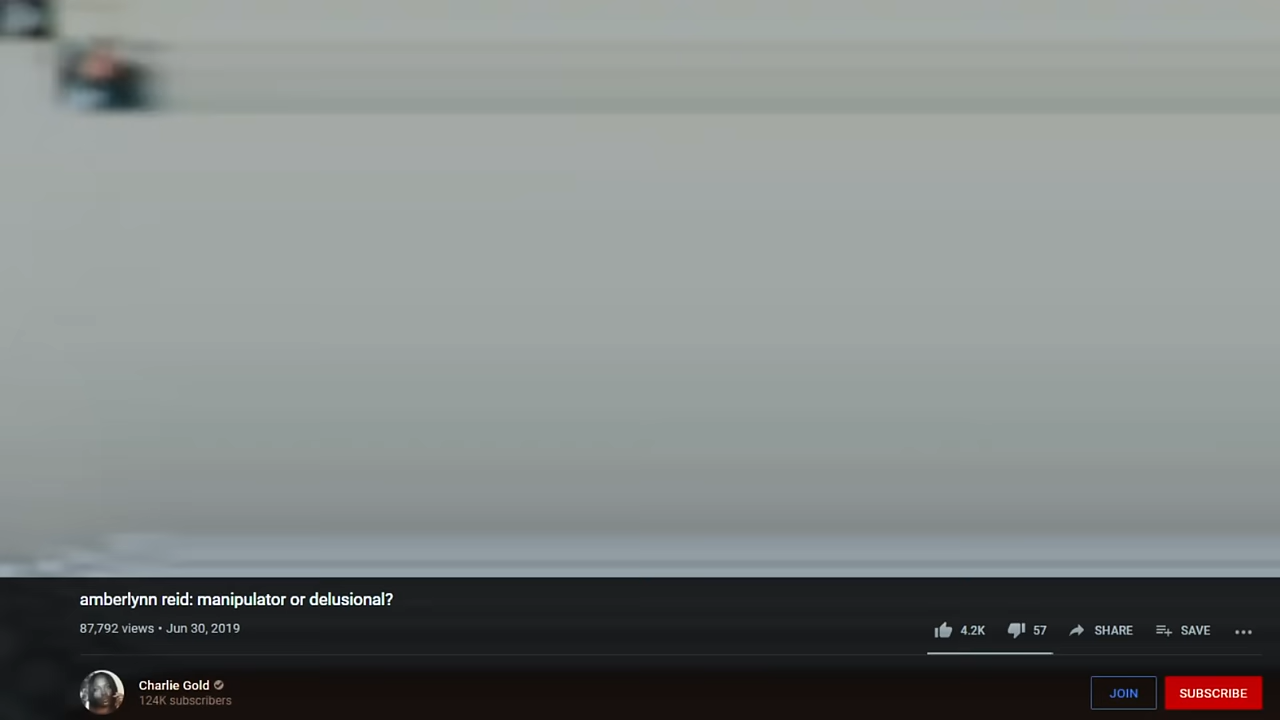 amberlynn reid: manipulator or delusional?
87,792 views • Jun 30, 2019
4.2K 57 SHARE SAVE
Charlie Gold
124K subscribers
JOIN SUBSCRIBE